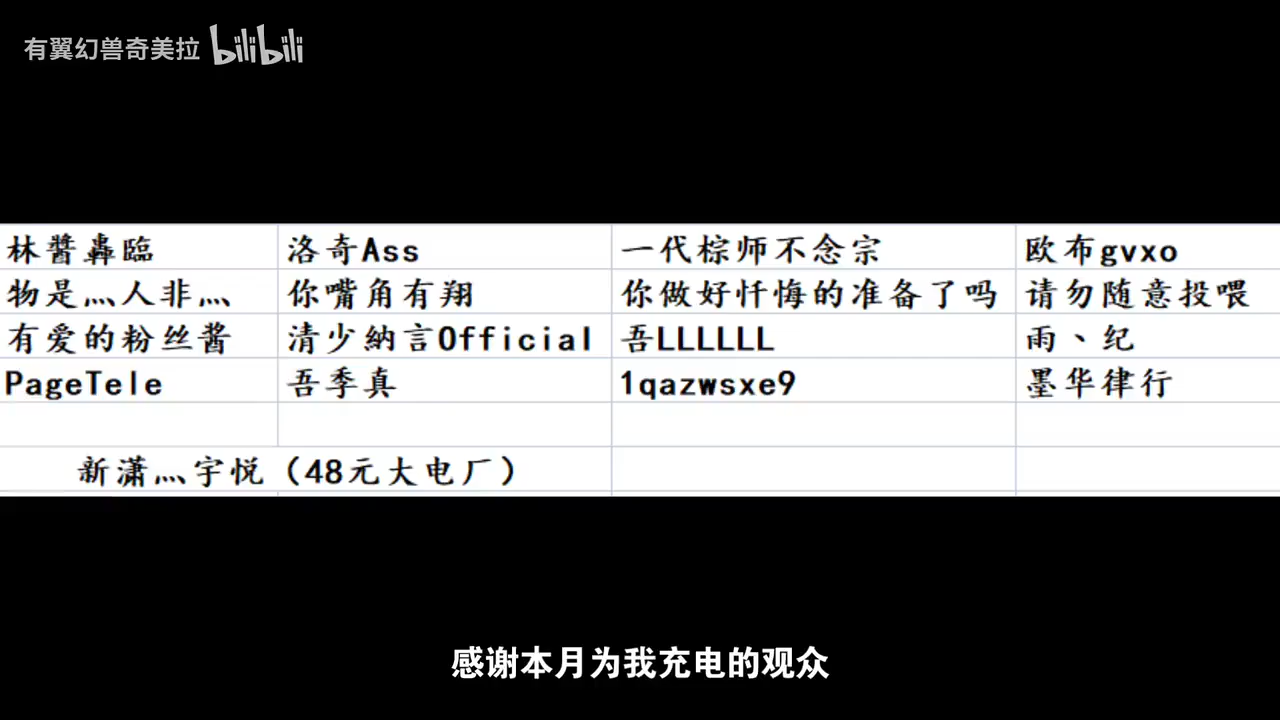 有翼幻兽奇美拉 bilibili
林醬轟臨 洛奇Ass 一代棕师不念宗 欧布gvxo
物是灬人非灬 你嘴角有翔 你做好忏悔的准备了吗 请勿随意投喂
有爱的粉丝酱 清少納言Official 吾LLLLLL 雨、纪
PageTele 吾季真 1qazwsxe9 墨华律行
新潇灬宇悦（48元大电厂）
感谢本月为我充电的观众